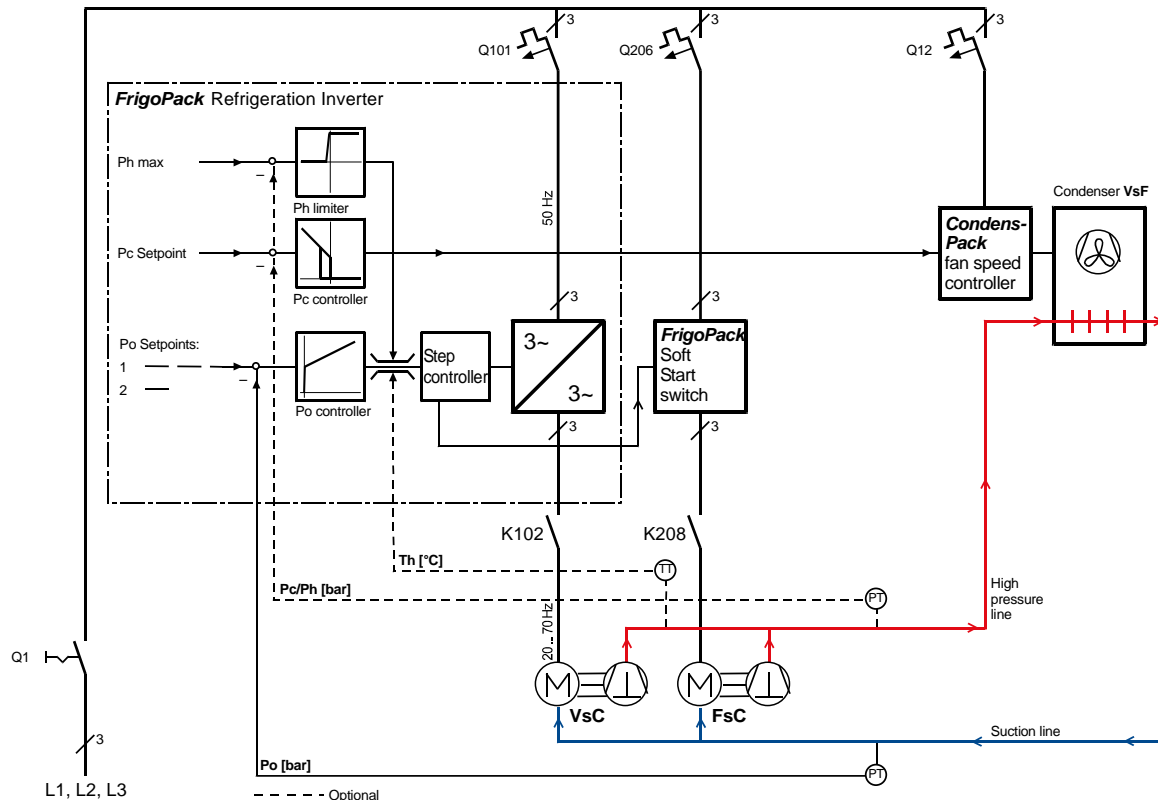 3
3
3
Q101
Q206
Q12
FrigoPack Refrigeration Inverter
Ph max
–
Ph limiter
50 Hz
Condenser VsF
Condens-
Pack
fan speed
controller
Pc Setpoint
–
Pc controller
3
3
Po Setpoints:
1
2
–
Po controller
Step
controller
3~
3~
FrigoPack
Soft
Start
switch
3
3
K102
K208
Th [°C]
TT
Pc/Ph [bar]
PT
High
pressure
line
20... 70 Hz
Q1
M
M
VsC
FsC
3
Suction line
Po [bar]
PT
L1, L2, L3
Optional